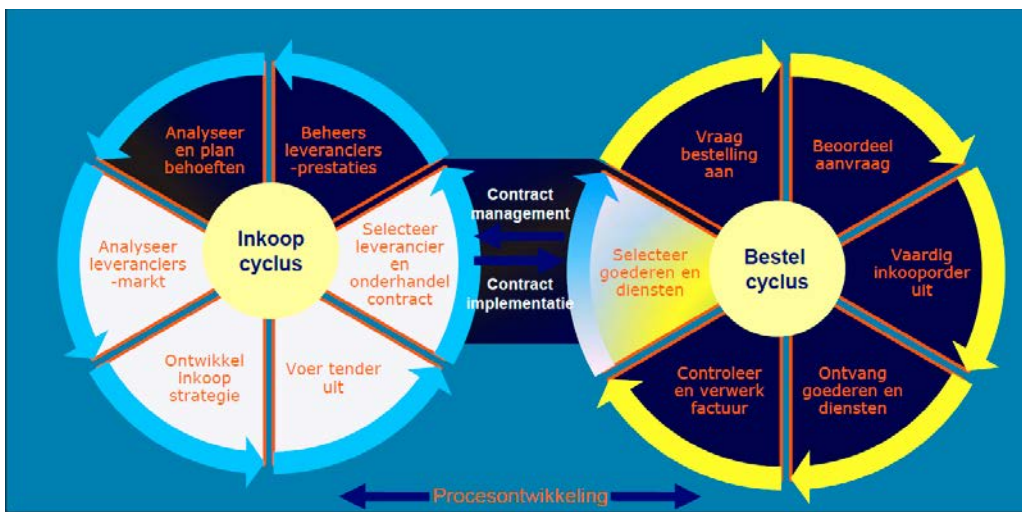 Analyseer
en plan
behoeften
Beheers
leveranciers
-prestaties
Analyseer
leveranciers
-markt
Inkoop
cyclus
Selecteer
leverancier
en
onderhandel
contract
Ontwikkel
inkoop
strategie
Voer tender
uit
Contract
management
Contract
implementatie
Vraag
bestelling
aan
Beoordeel
aanvraag
Selecteer
goederen en
diensten
Bestel
cyclus
Vaardig
inkooporder
uit
Controleer
en verwerk
factuur
Ontvang
goederen en
diensten
Procesontwikkeling